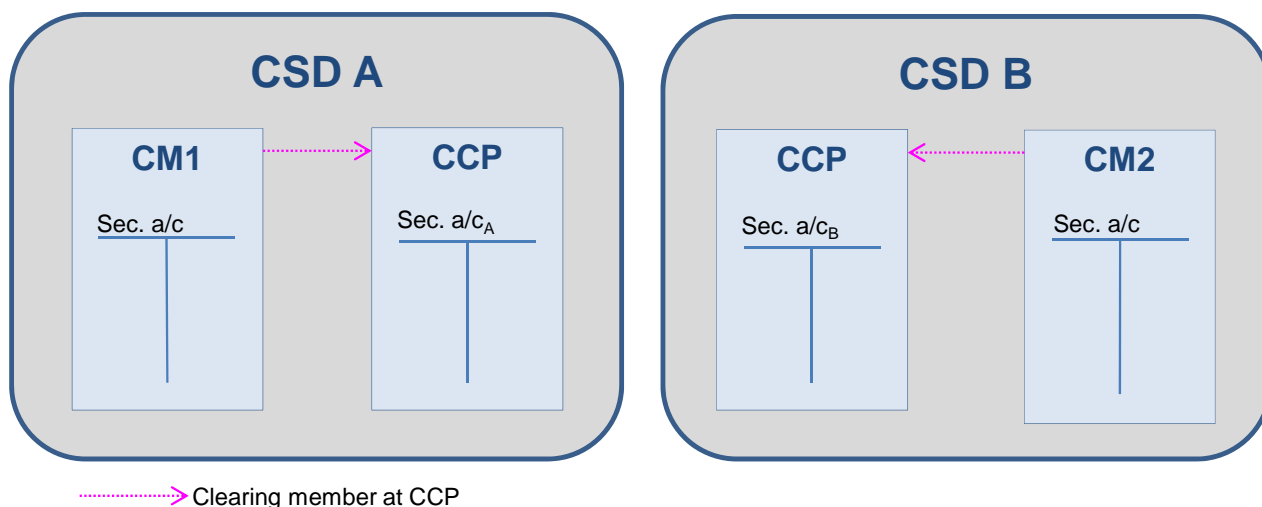 CSD A
CM1
Sec. a/c
CCP
Sec. a/cA
CSD B
CCP
Sec. a/cB
CM2
Sec. a/c
Clearing member at CCP